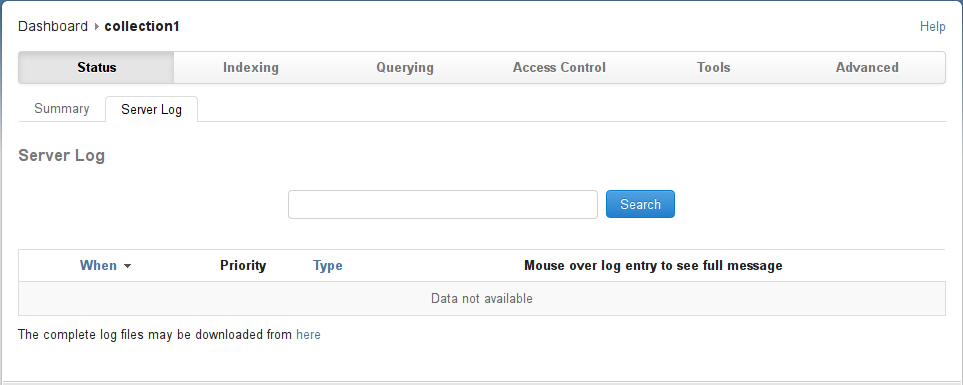 Dashboard collection1 Help
Status Indexing Querying Access Control Tools Advanced
Summary Server Log
Server Log
Search
When Priority Type Mouse over log entry to see full message
Data not available
The complete log files may be downloaded from here